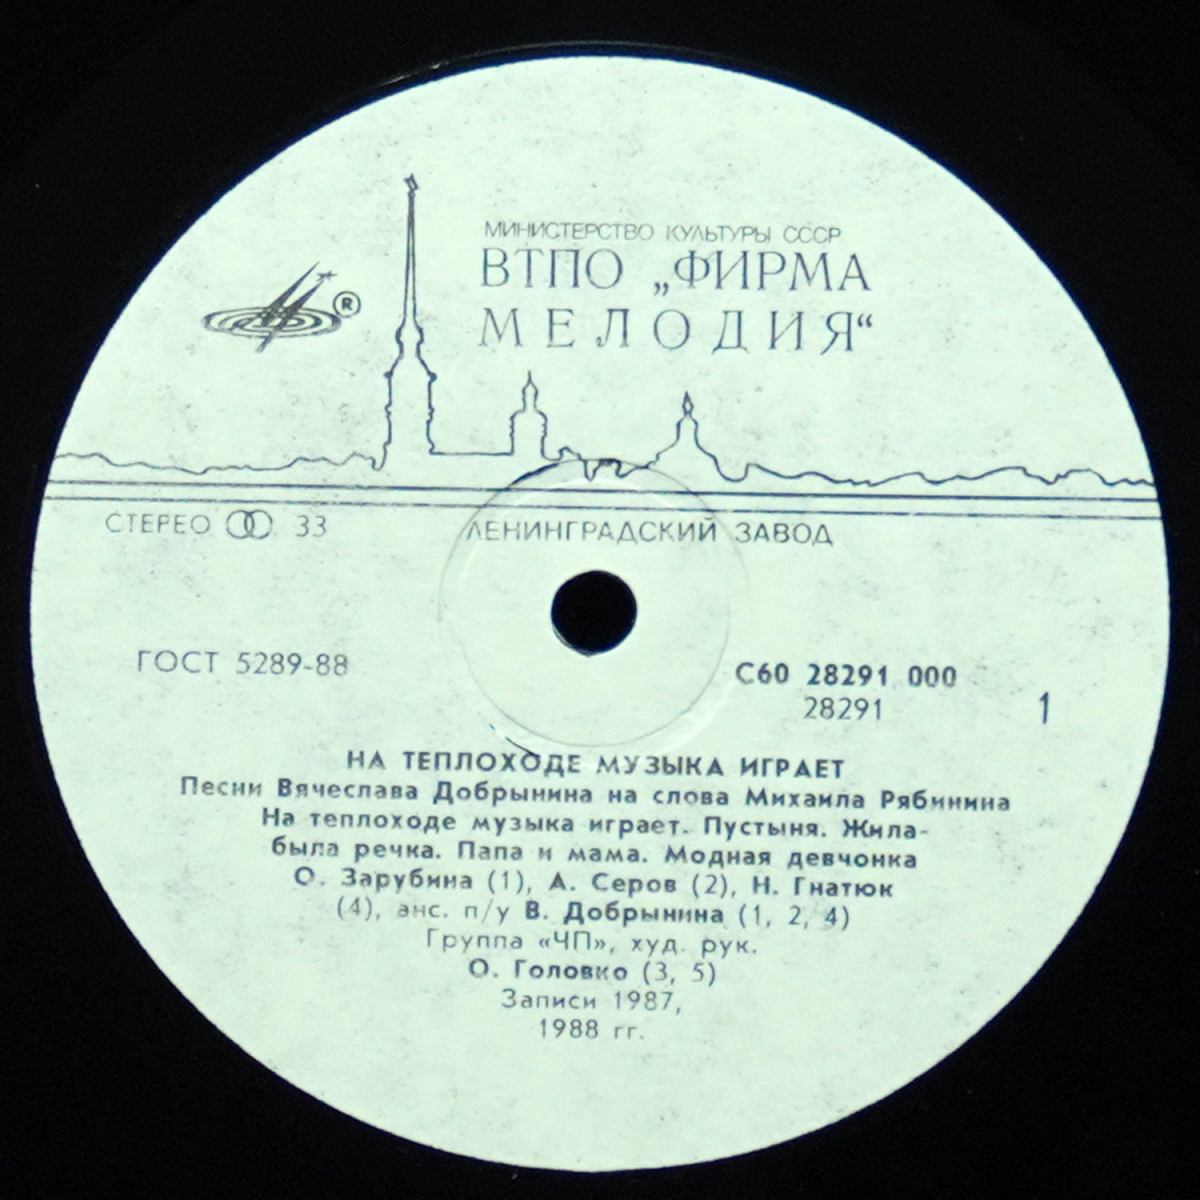 МИНИСТЕРСТВО КУЛЬТУРЫ СССР
ВТПО „ФИРМА
МЕЛОДИЯ“
®
СТЕРЕО 33
ЛЕНИНГРАДСКИЙ ЗАВОД
ГОСТ 5289-88
С60 28291 000
28291
1
НА ТЕПЛОХОДЕ МУЗЫКА ИГРАЕТ
Песни Вячеслава Добрынина на слова Михаила Рябинина
На теплоходе музыка играет. Пустыня. Жила-
была речка. Папа и мама. Модная девчонка
О. Зарубина (1), А. Серов (2), Н. Гнатюк
(4), анс. п/у В. Добрынина (1, 2, 4)
Группа «ЧП», худ. рук.
О. Головко (3, 5)
Записи 1987,
1988 гг.